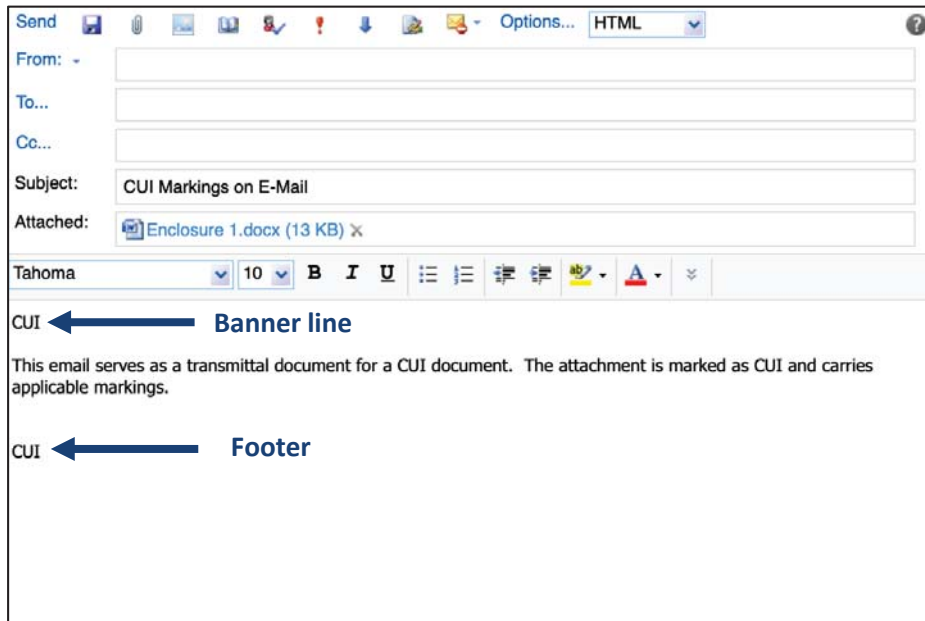 Send Options... HTML
From:
To...
Cc...
Subject: CUI Markings on E-Mail
Attached: Enclosure 1.docx (13 KB)
Tahoma 10 B I U A
CUI Banner line
This email serves as a transmittal document for a CUI document. The attachment is marked as CUI and carries
applicable markings.
CUI Footer